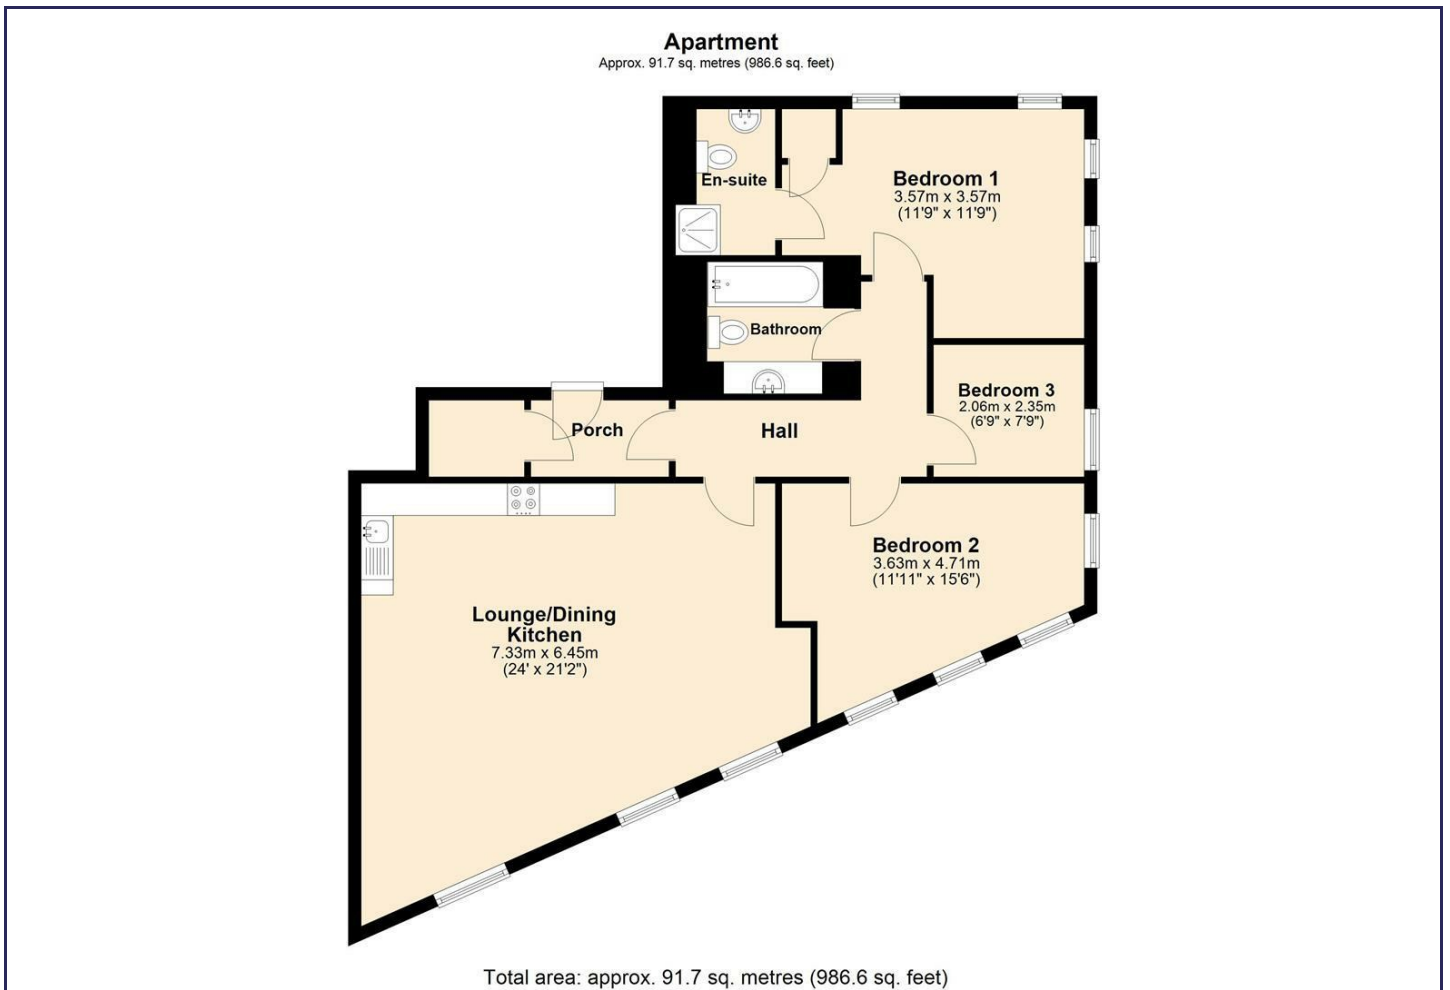 Apartment
Approx. 91.7 sq. metres (986.6 sq. feet)
En-suite
Bedroom 1
3.57m x 3.57m
(11'9" x 11'9")
Bathroom
Bedroom 3
2.06m x 2.35m
(6'9" x 7'9")
Porch
Hall
Bedroom 2
3.63m x 4.71m
(11'11" x 15'6")
Lounge/Dining
Kitchen
7.33m x 6.45m
(24' x 21'2")
Total area: approx. 91.7 sq. metres (986.6 sq. feet)